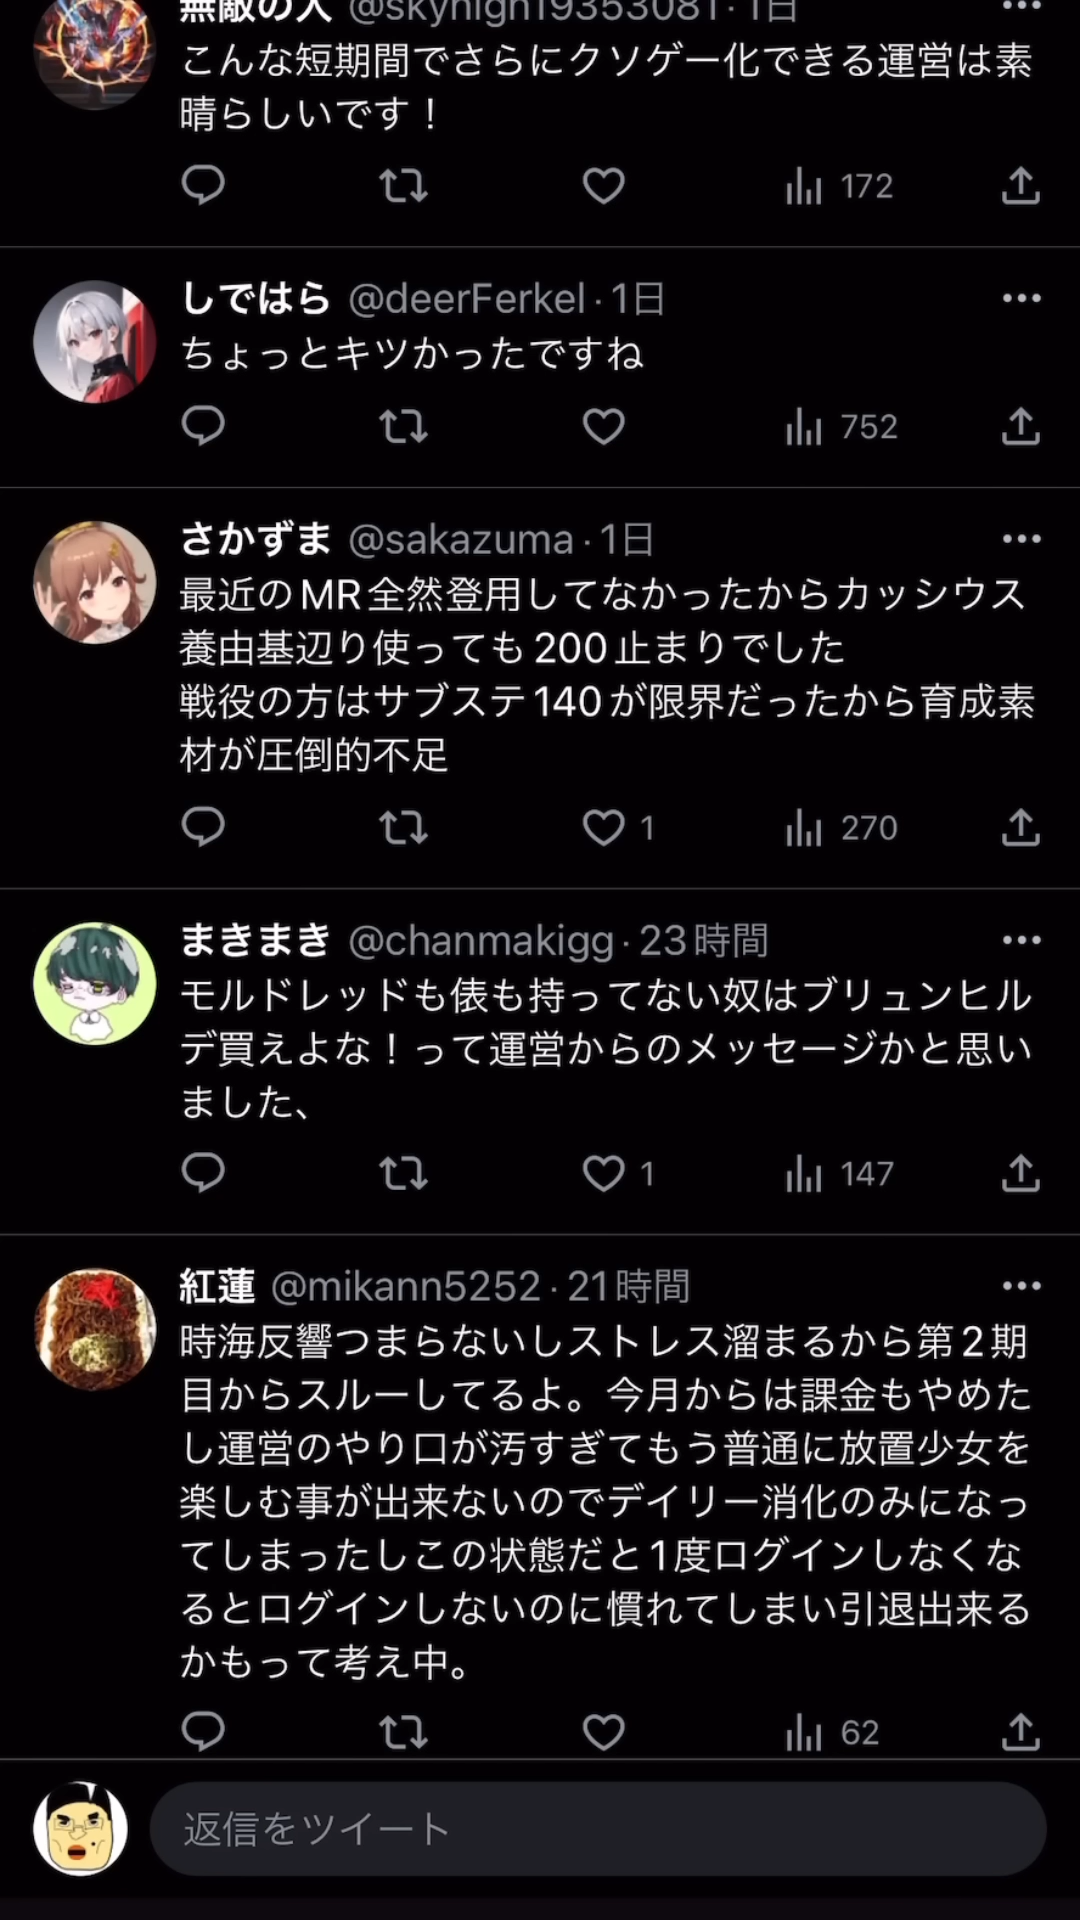 無敵の人 @skyhigh19353081 · 1日
こんな短期間でさらにクソゲー化できる運営は素
晴らしいです！
172
しではら @deerFerkel · 1日
ちょっとキツかったですね
752
さかずま @sakazuma · 1日
最近のMR全然登用してなかったからカッシウス
養由基辺り使っても200止まりでした
戦役の方はサブステ140が限界だったから育成素
材が圧倒的不足
1 270
まきまき @chanmakigg · 23時間
モルドレッドも俵も持ってない奴はブリュンヒル
デ買えよな！って運営からのメッセージかと思い
ました、
1 147
紅蓮 @mikann5252 · 21時間
時海反響つまらないしストレス溜まるから第2期
目からスルーしてるよ。今月からは課金もやめた
し運営のやり口が汚すぎてもう普通に放置少女を
楽しむ事が出来ないのでデイリー消化のみになっ
てしまったしこの状態だと1度ログインしなくな
るとログインしないのに慣れてしまい引退出来る
かもって考え中。
62
返信をツイート